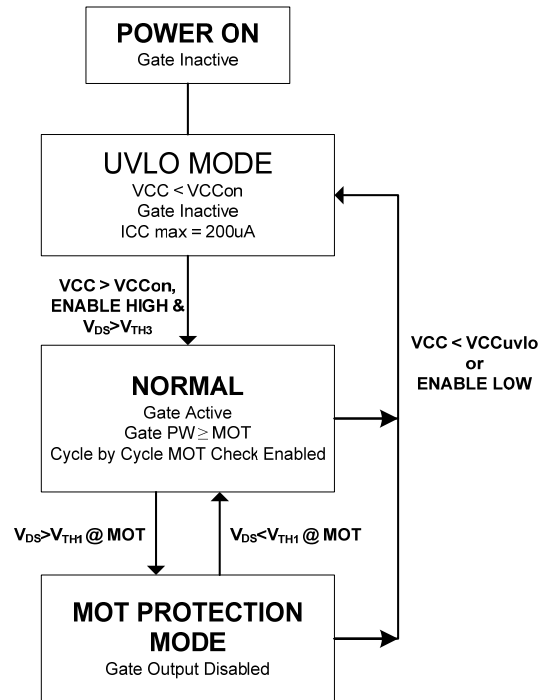 POWER ON
Gate Inactive
UVLO MODE
VCC < VCCon
Gate Inactive
ICC max = 200uA
VCC > VCCon,
ENABLE HIGH &
VDS>VTH3
VCC < VCCuvlo
or
ENABLE LOW
NORMAL
Gate Active
Gate PW ≥ MOT
Cycle by Cycle MOT Check Enabled
VDS>VTH1 @ MOT
VDS<VTH1 @ MOT
MOT PROTECTION
MODE
Gate Output Disabled